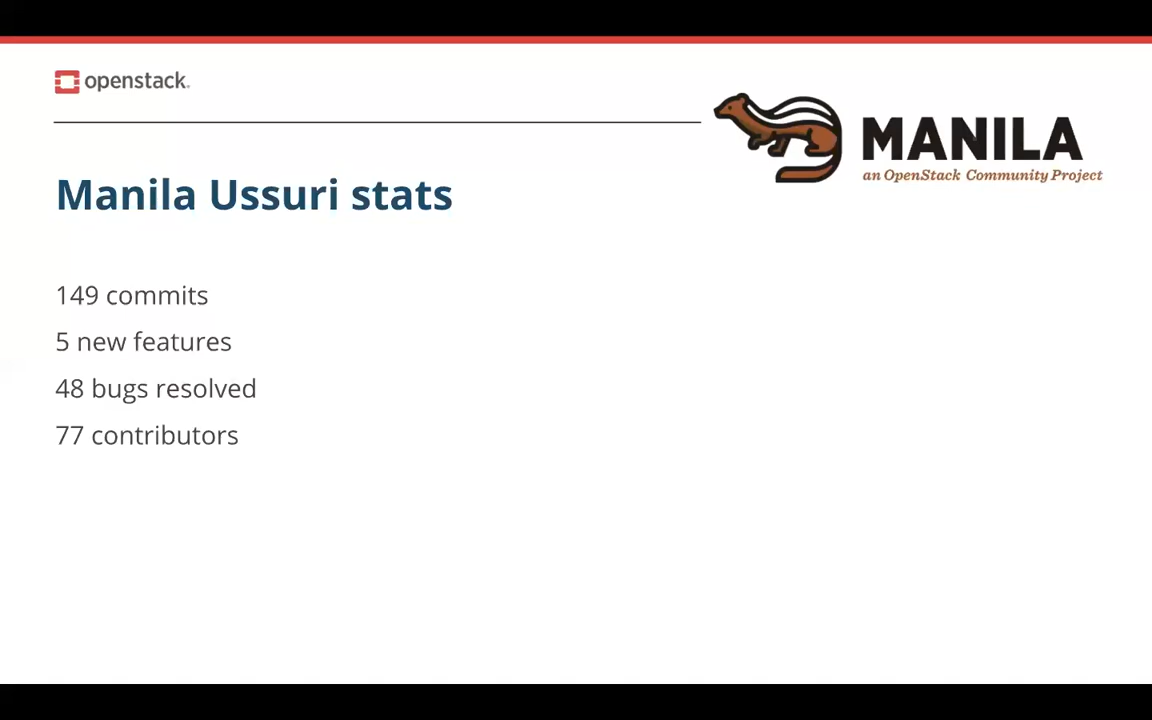 openstack.
MANILA
an OpenStack Community Project
Manila Ussuri stats
149 commits
5 new features
48 bugs resolved
77 contributors